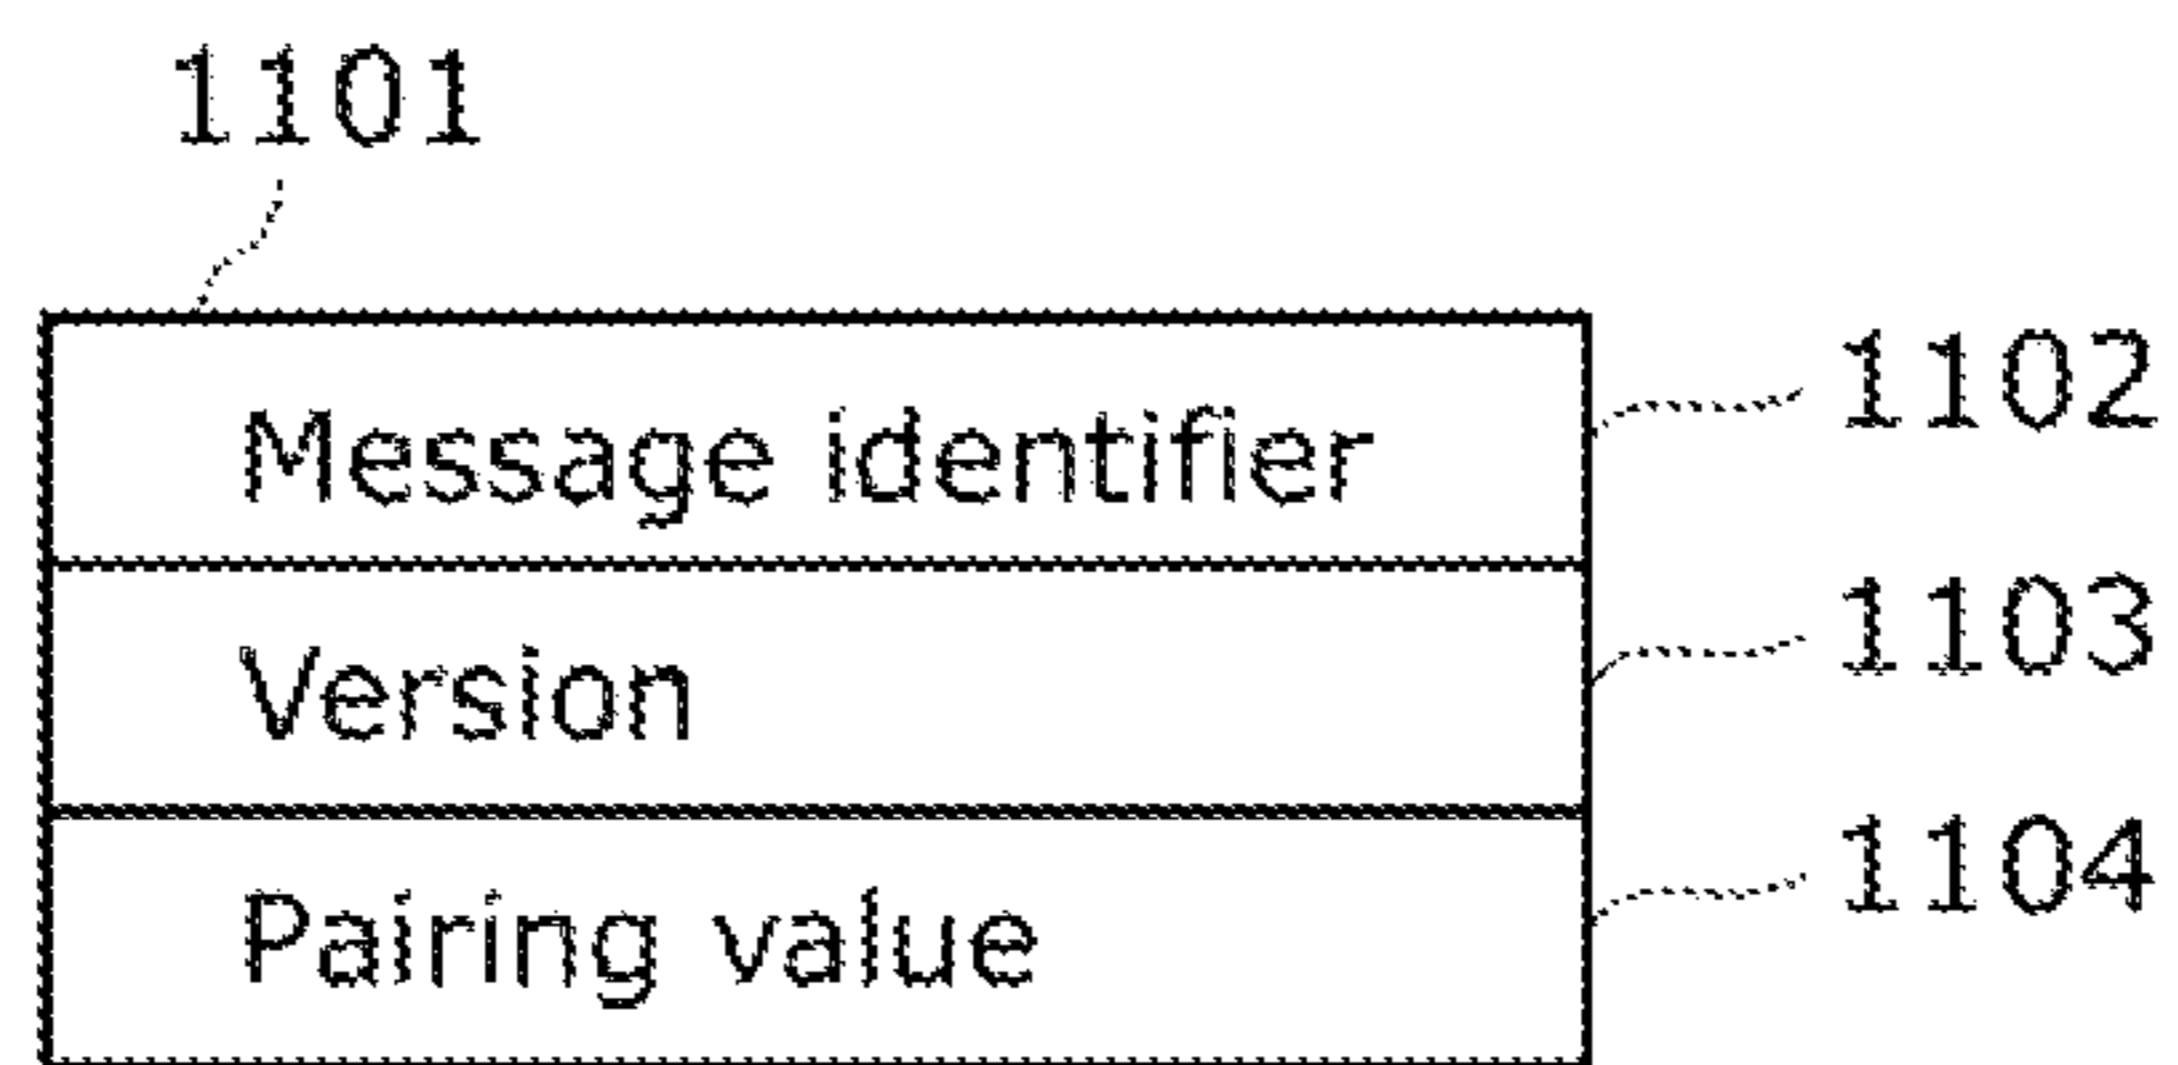 1101
Message identifier 1102
Version 1103
Pairing value 1104